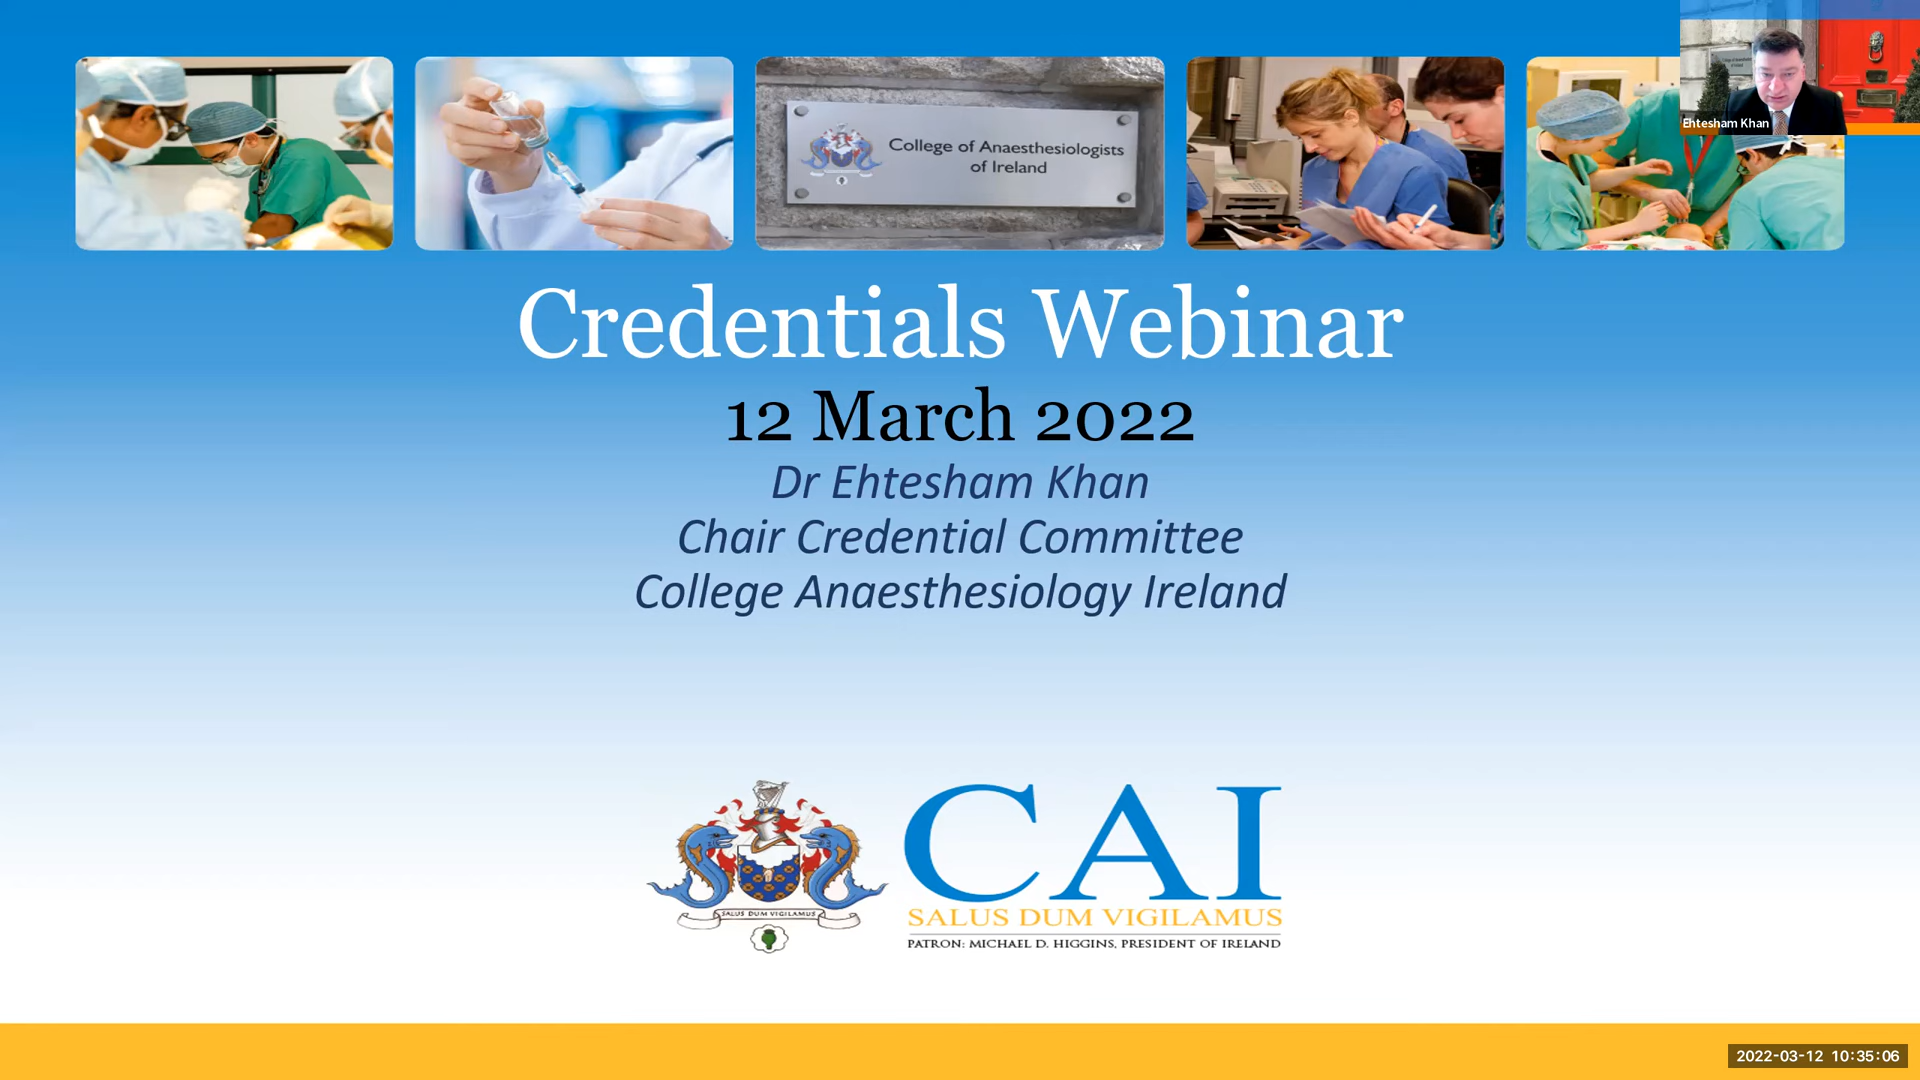 College of Anaesthesiologists
of Ireland
Ehtesham Khan
Credentials Webinar
12 March 2022
Dr Ehtesham Khan
Chair Credential Committee
College Anaesthesiology Ireland
CAI
SALUS DUM VIGILAMUS
SALUS DUM VIGILAMUS
PATRON: MICHAEL D. HIGGINS, PRESIDENT OF IRELAND
2022-03-12 10:35:06